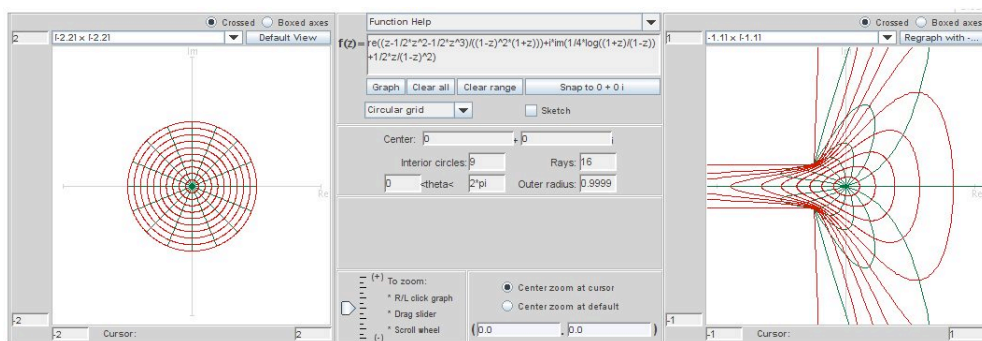 Crossed Boxed axes
2 [-2.2] x [-2.2] Default View
Im
Re
-2
-2 Cursor: 2
Function Help
f(z)= re((z-1/2*z^2-1/2*z^3)/((1-z)^2*(1+z)))+i*im(1/4*log((1+z)/(1-z))
+1/2*z/(1-z)^2)
Graph Clear all Clear range Snap to 0 + 0 i
Circular grid Sketch
Center: 0 + 0 i
Interior circles: 9 Rays: 16
0 <theta< 2*pi Outer radius: 0.9999
(+) To zoom:
* R/L click graph
* Drag slider
* Scroll wheel
(-)
Center zoom at cursor
Center zoom at default
( 0.0 . 0.0 )
Crossed Boxed axes
1 -1.1] x [-1.1] Regraph with -...
Im
Re
-1
-1 Cursor: 1